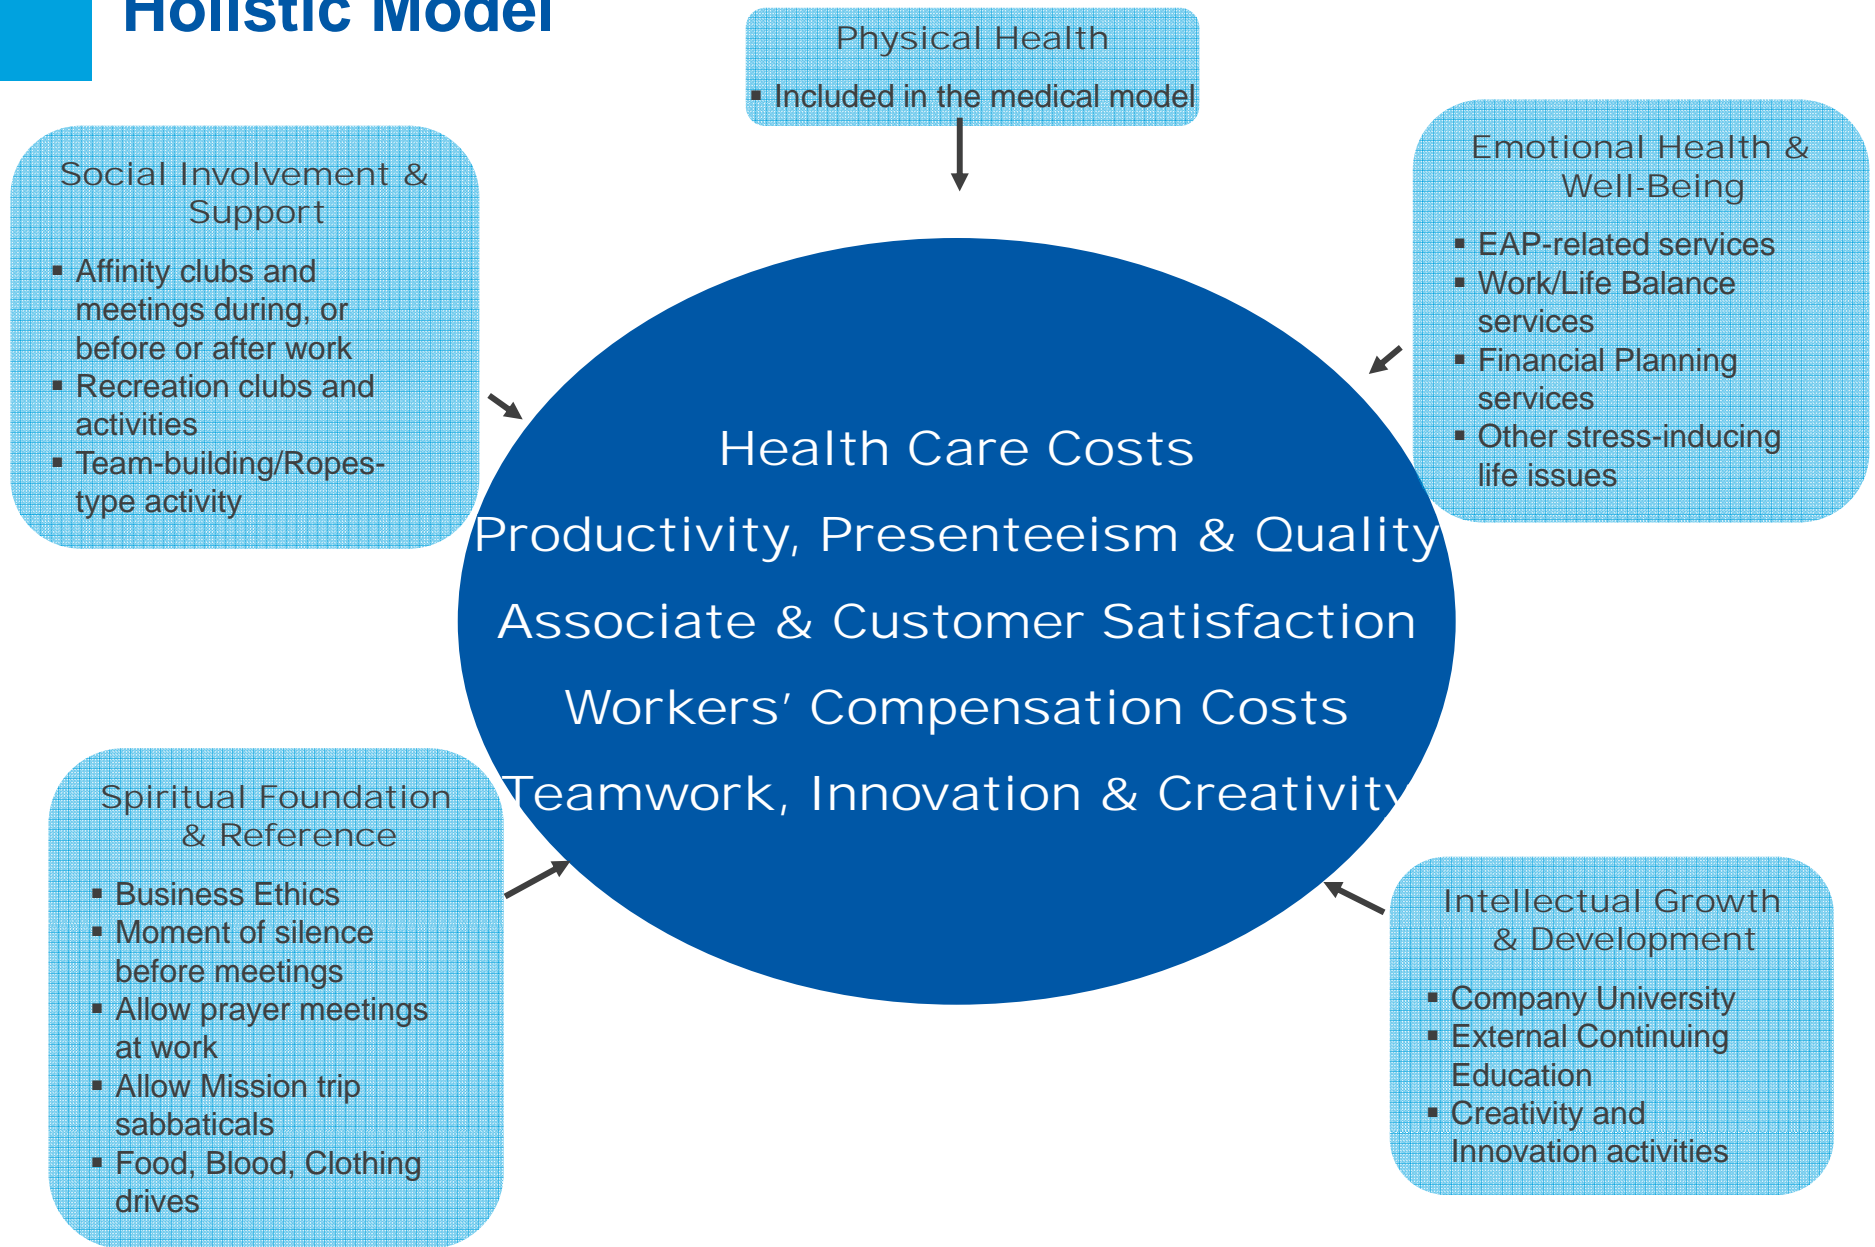 Holistic Model
Physical Health
▪ Included in the medical model
Social Involvement &
Support
▪ Affinity clubs and
meetings during, or
before or after work
▪ Recreation clubs and
activities
▪ Team-building/Ropes-
type activity
Emotional Health &
Well-Being
▪ EAP-related services
▪ Work/Life Balance
services
▪ Financial Planning
services
▪ Other stress-inducing
life issues
Health Care Costs
Productivity, Presenteeism & Quality
Associate & Customer Satisfaction
Workers’ Compensation Costs
Teamwork, Innovation & Creativity
Spiritual Foundation
& Reference
▪ Business Ethics
▪ Moment of silence
before meetings
▪ Allow prayer meetings
at work
▪ Allow Mission trip
sabbaticals
▪ Food, Blood, Clothing
drives
Intellectual Growth
& Development
▪ Company University
▪ External Continuing
Education
▪ Creativity and
Innovation activities